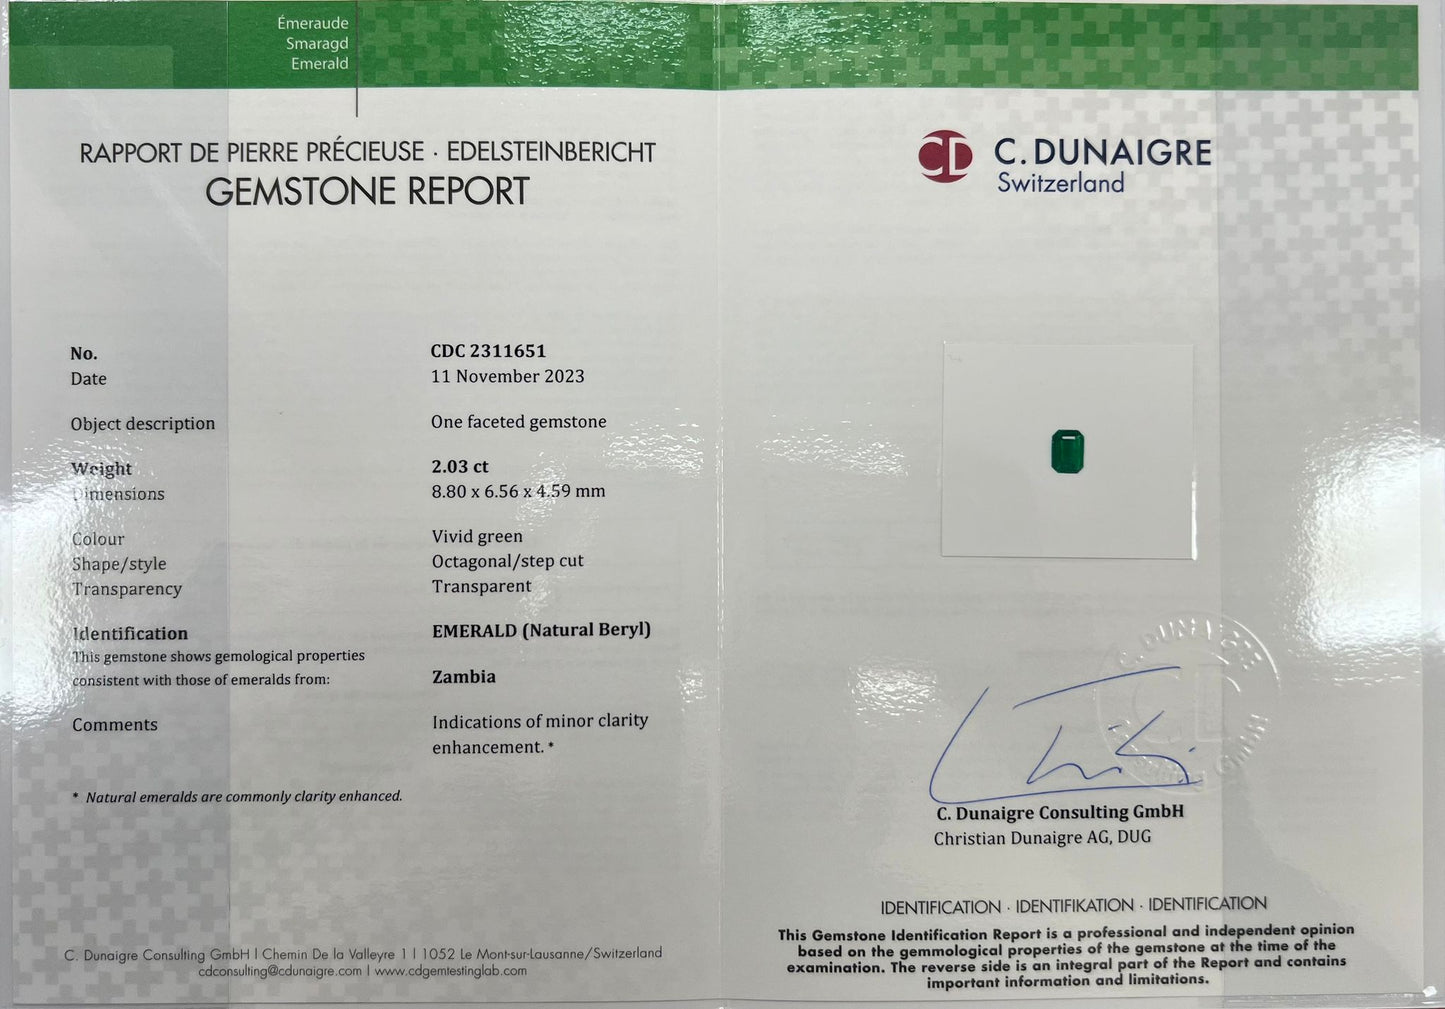 Émeraude
Smaragd
Emerald
RAPPORT DE PIERRE PRÉCIEUSE · EDELSTEINBERICHT
GEMSTONE REPORT
No. CDC 2311651
Date 11 November 2023
Object description One faceted gemstone
Weight 2.03 ct
Dimensions 8.80 x 6.56 x 4.59 mm
Colour Vivid green
Shape/style Octagonal/step cut
Transparency Transparent
Identification EMERALD (Natural Beryl)
This gemstone shows gemological properties
consistent with those of emeralds from: Zambia
Comments Indications of minor clarity
enhancement. *
* Natural emeralds are commonly clarity enhanced.
C. Dunaigre Consulting GmbH | Chemin De la Valleyre 1 | 1052 Le Mont-sur-Lausanne/Switzerland
cdconsulting@cdunaigre.com | www.cdgemtestinglab.com
CD C. DUNAIGRE
Switzerland
C. DUNAIGRE
CD
Consulting GmbH
C. Dunaigre Consulting GmbH
Christian Dunaigre AG, DUG
IDENTIFICATION · IDENTIFIKATION · IDENTIFICATION
This Gemstone Identification Report is a professional and independent opinion
based on the gemmological properties of the gemstone at the time of the
examination. The reverse side is an integral part of the Report and contains
important information and limitations.